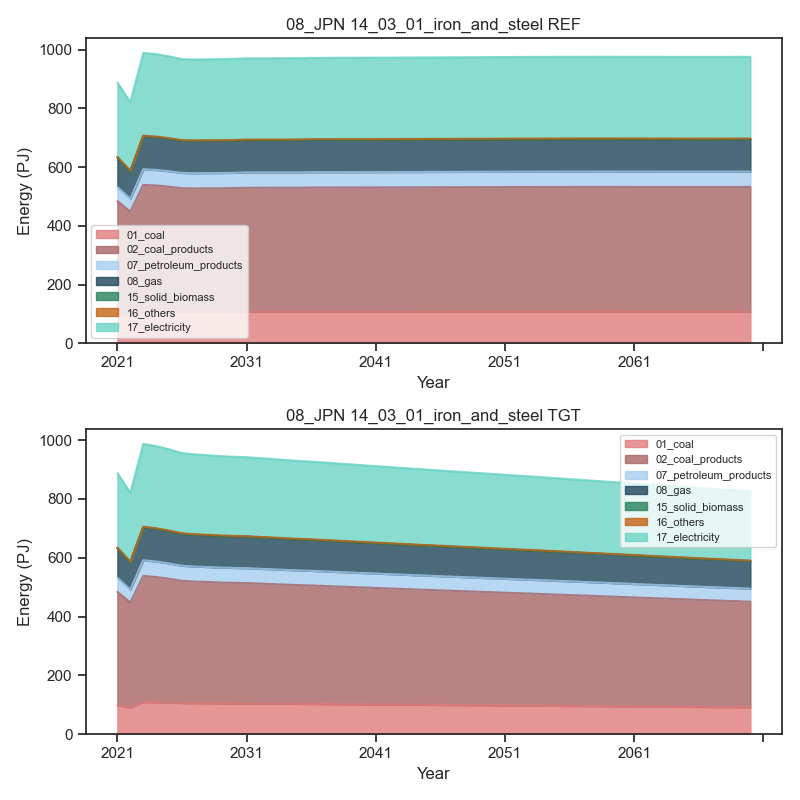 08_JPN 14_03_01_iron_and_steel REF
1000
800
600
400
200
0
Energy (PJ)
01_coal
02_coal_products
07_petroleum_products
08_gas
15_solid_biomass
16_others
17_electricity
2021
2031
2041
2051
2061
Year
08_JPN 14_03_01_iron_and_steel TGT
1000
800
600
400
200
0
Energy (PJ)
01_coal
02_coal_products
07_petroleum_products
08_gas
15_solid_biomass
16_others
17_electricity
2021
2031
2041
2051
2061
Year